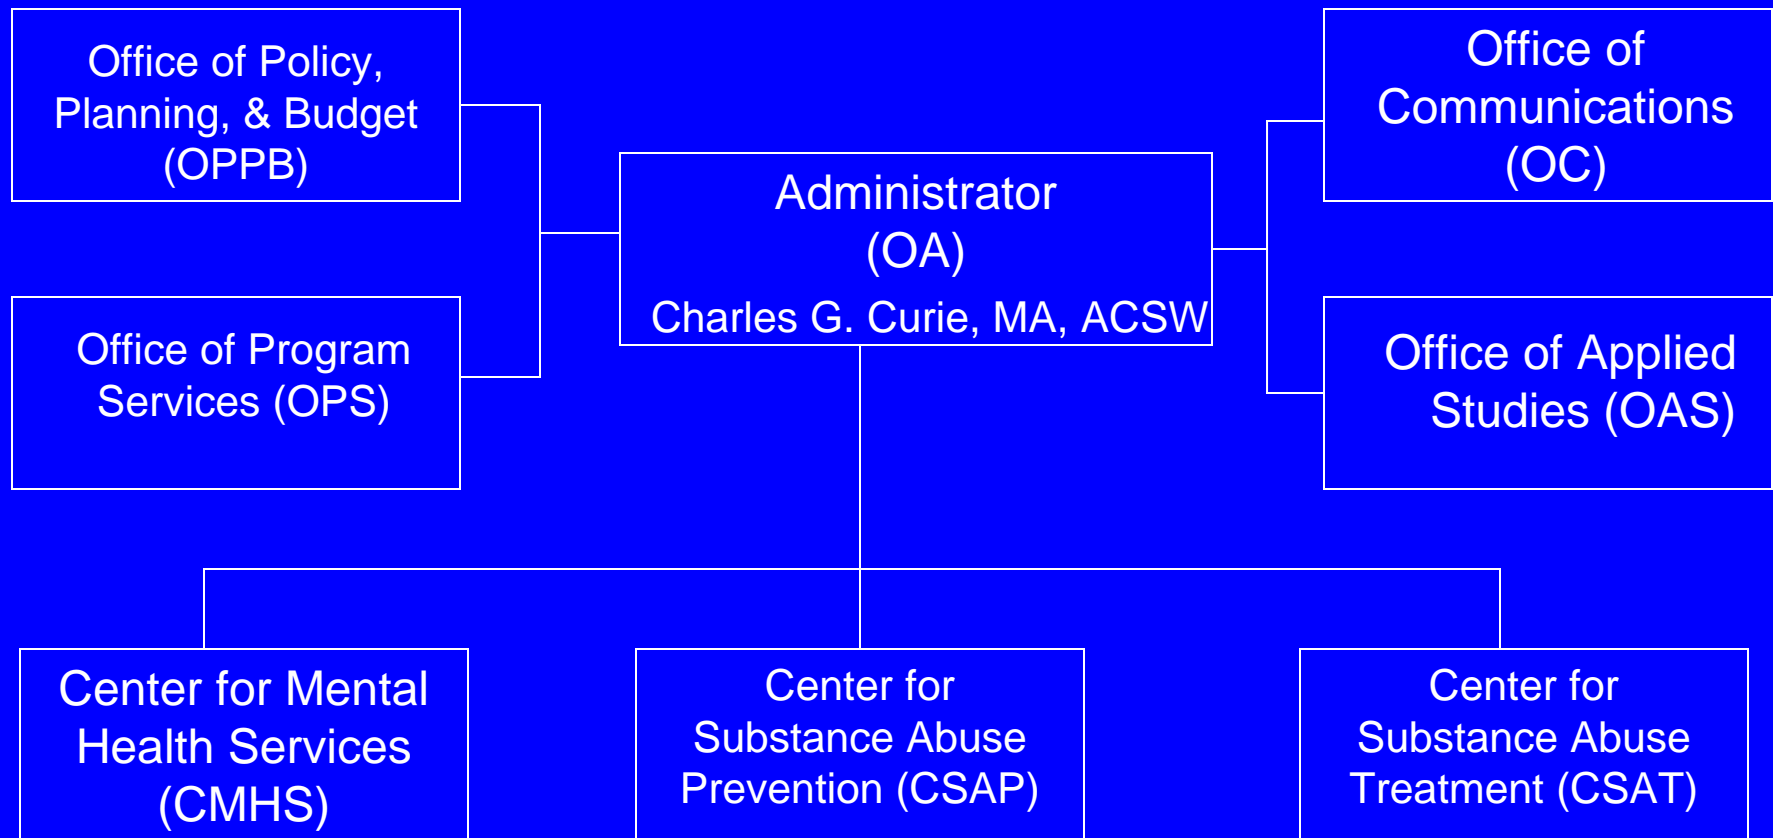 Office of Policy,
Planning, & Budget
(OPPB)
Office of
Communications
(OC)
Administrator
(OA)
Charles G. Curie, MA, ACSW
Office of Program
Services (OPS)
Office of Applied
Studies (OAS)
Center for Mental
Health Services
(CMHS)
Center for
Substance Abuse
Prevention (CSAP)
Center for
Substance Abuse
Treatment (CSAT)